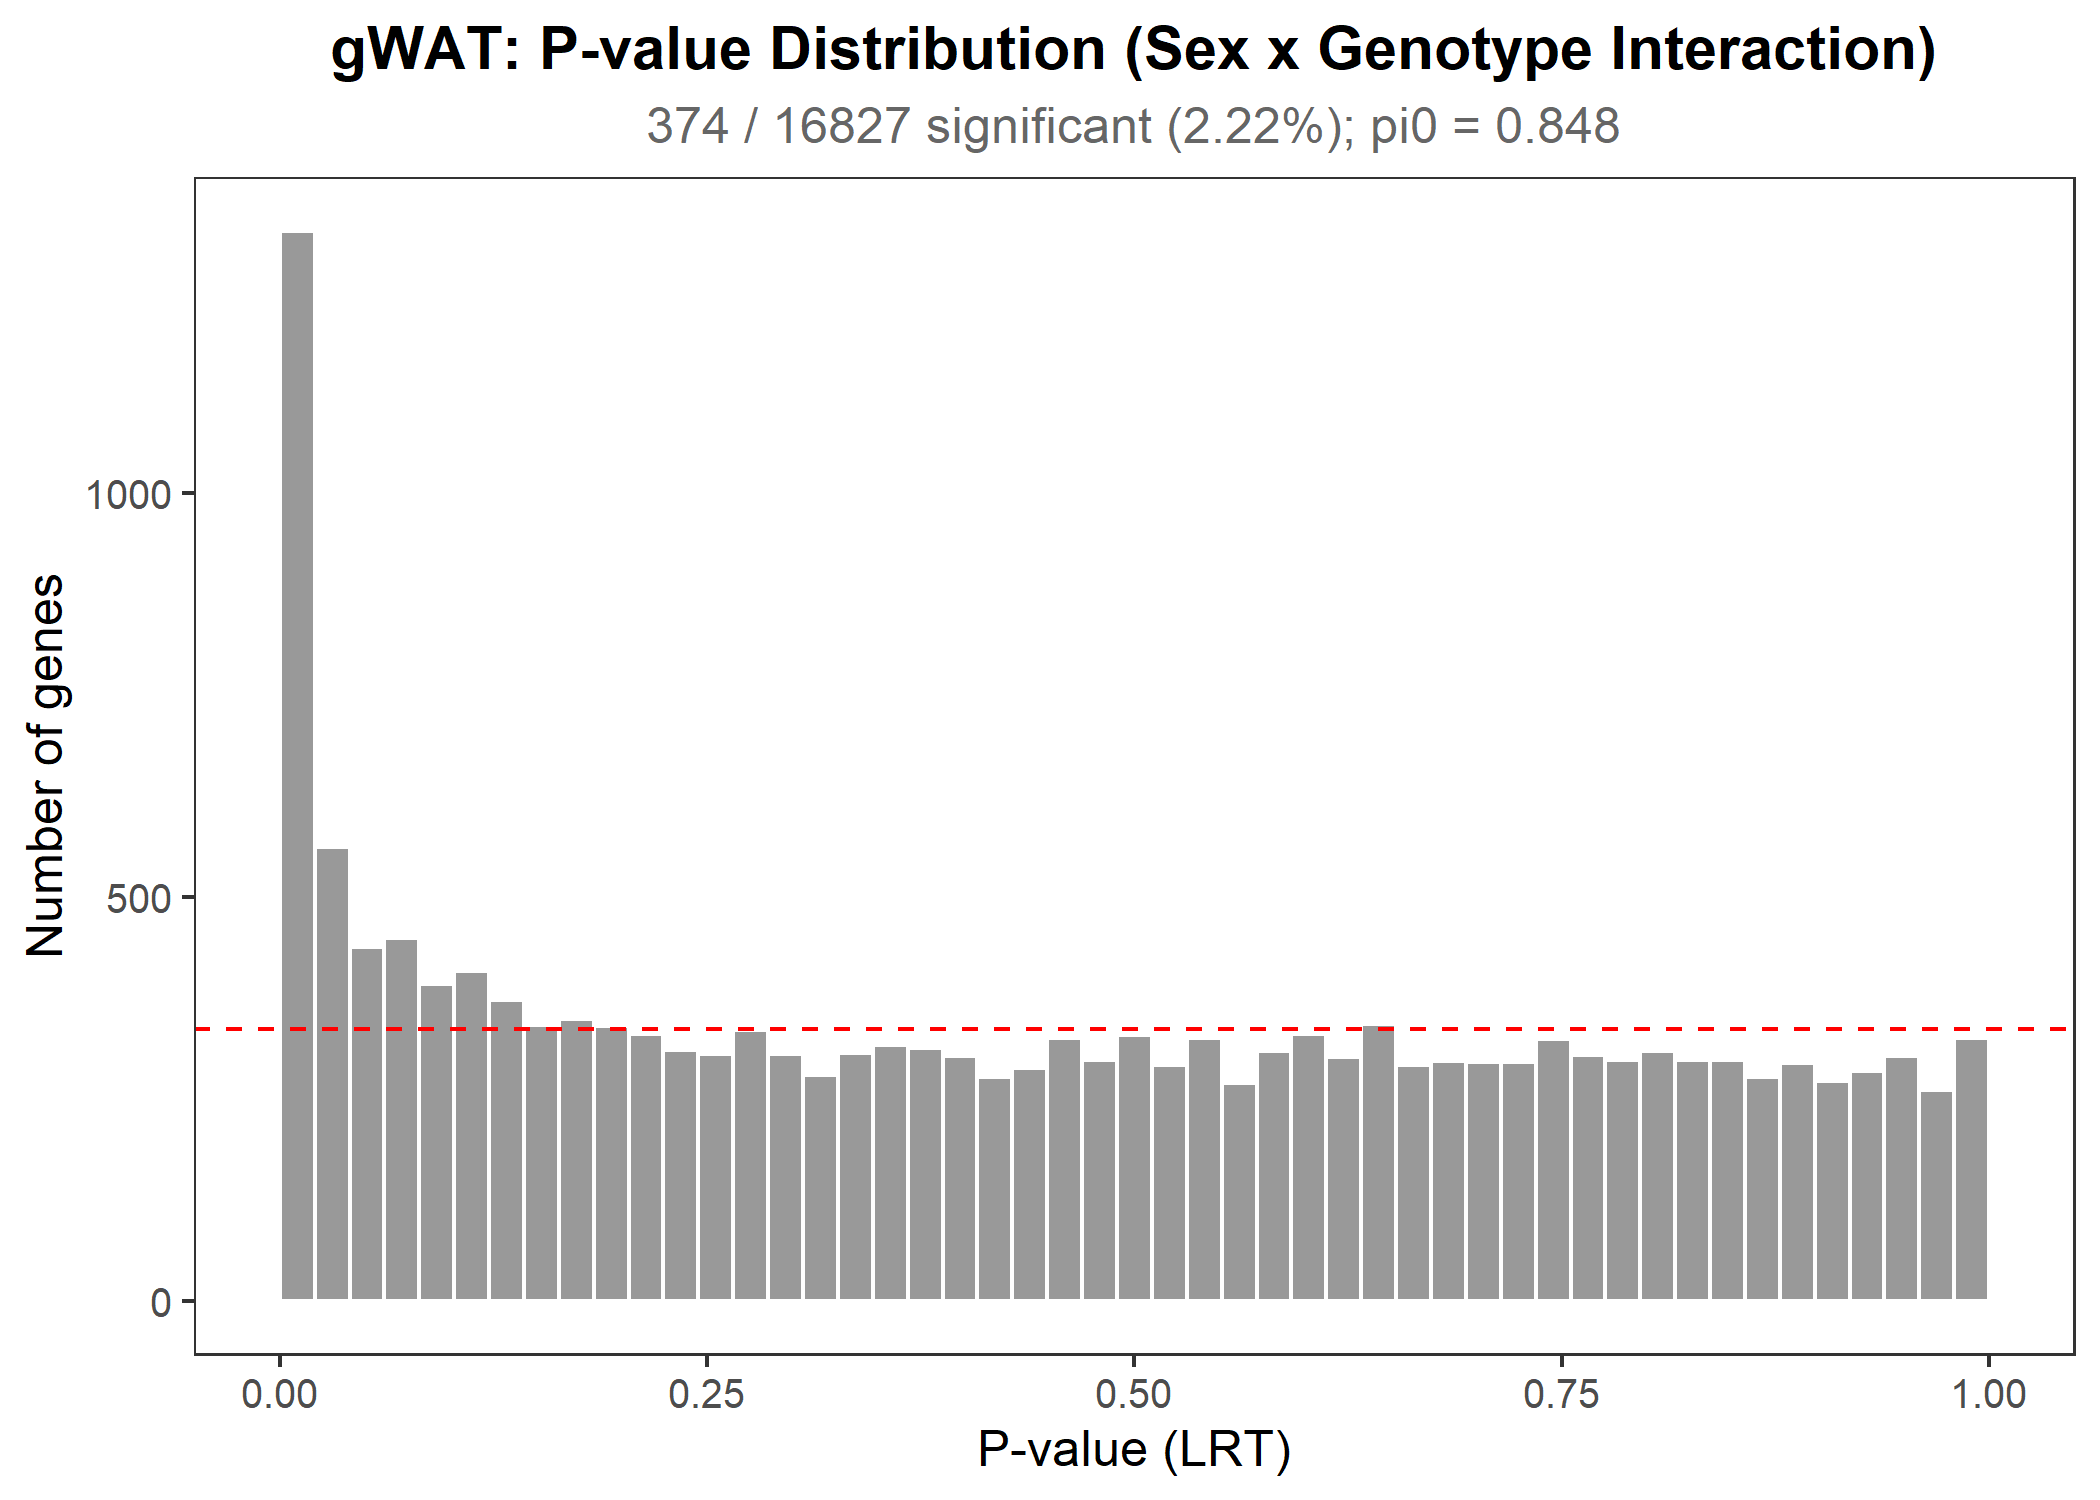 gWAT: P-value Distribution (Sex x Genotype Interaction)
374 / 16827 significant (2.22%); pi0 = 0.848
Number of genes
1000
500
0
0.00 0.25 0.50 0.75 1.00
P-value (LRT)